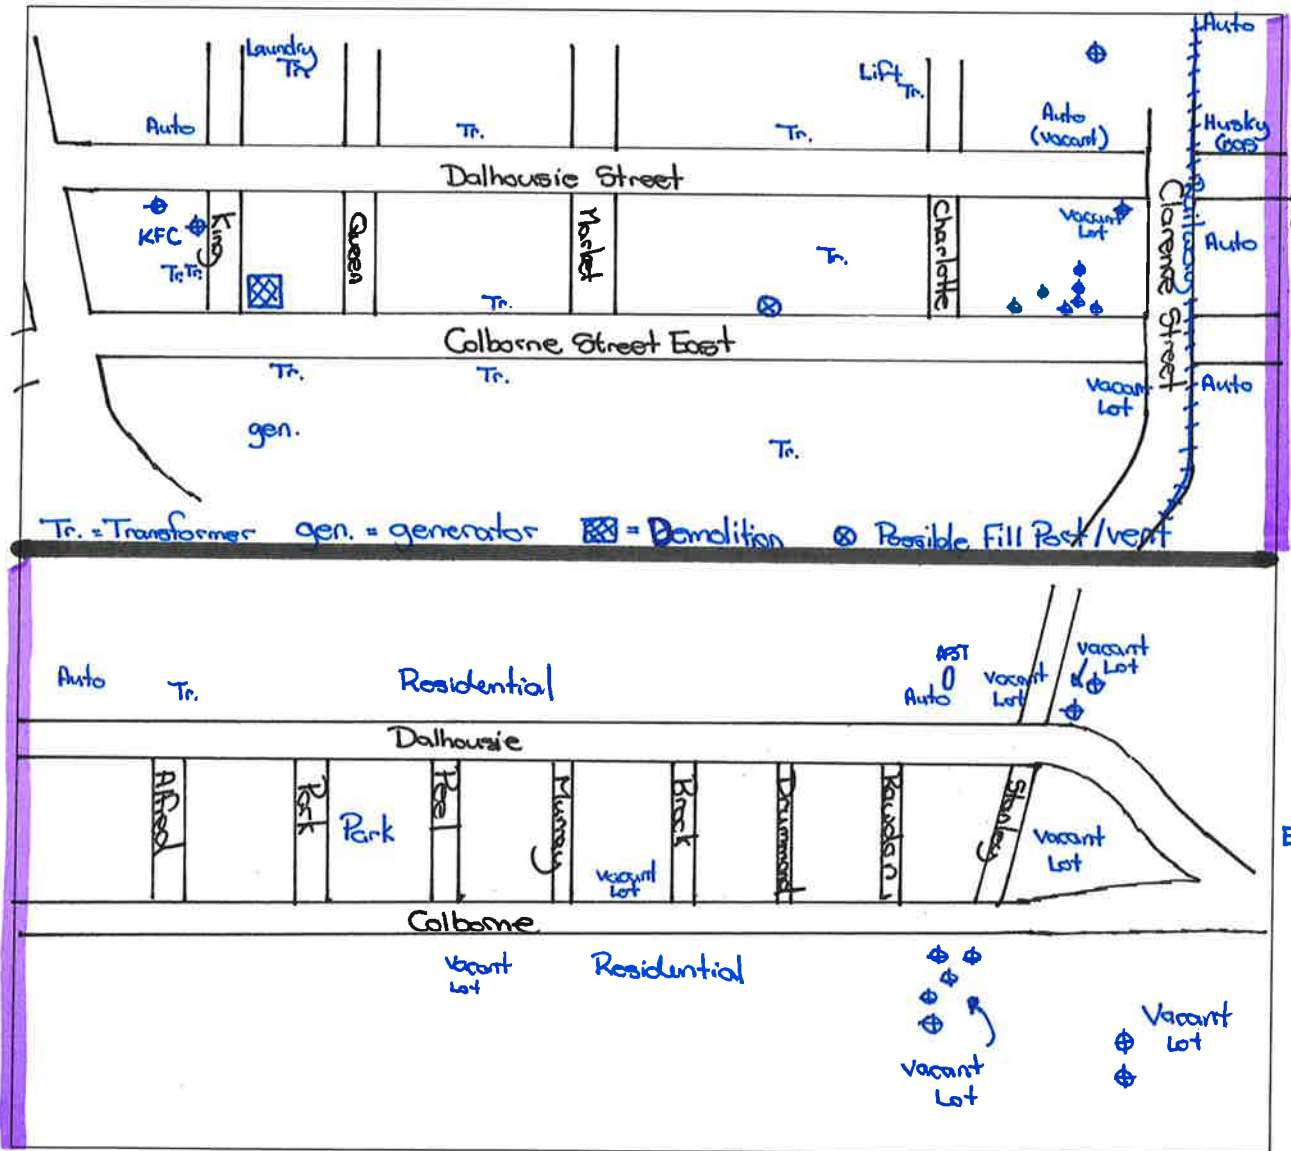 Auto
Laundry
Tr.
Lift
Tr.
Auto
Tr.
Tr.
Auto
(vacant)
Husky
Dalhousie Street
KFC
Tr. Tr.
King
Queen
Market
Tr.
Tr.
Charlotte
Vacant
Lot
Clarence Street
Railway
Auto
Colborne Street East
Tr.
Tr.
Vacant
Lot
Auto
gen.
Tr.
Tr. = Transformer gen. = generator = Demolition Possible Fill Port/vent
Auto
Tr.
Residential
AST
Auto
Vacant
Lot
Vacant
Lot
Dalhousie
Alfred
Park
Park
Peel
Murray
Vacant
Lot
Brock
Drummond
Rawdon
Stanley
Vacant
Lot
E
Colborne
Vacant
Lot
Residential
Vacant
Lot
Vacant
Lot